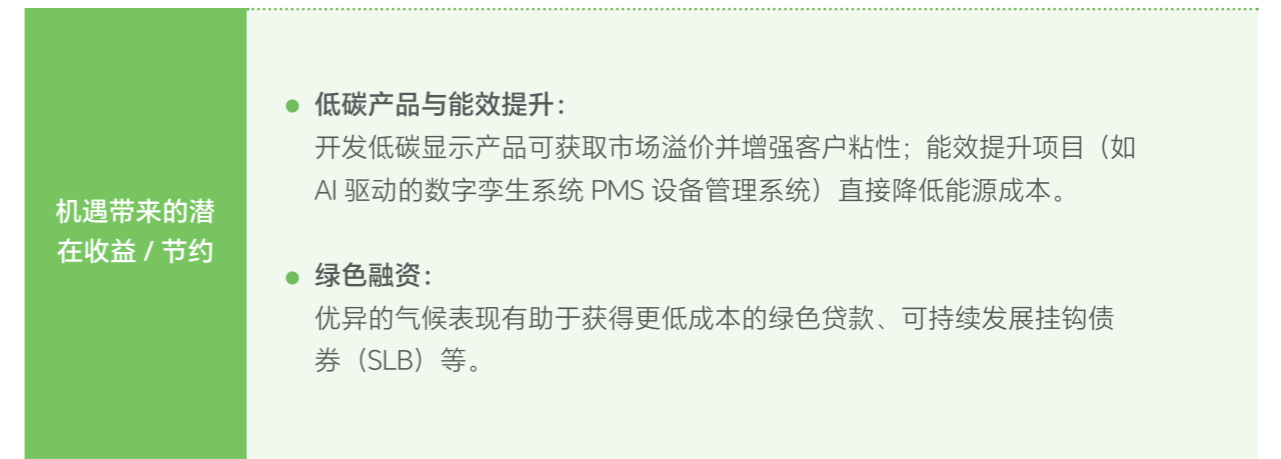 机遇带来的潜
在收益 / 节约
低碳产品与能效提升：
开发低碳显示产品可获取市场溢价并增强客户粘性；能效提升项目（如
AI 驱动的数字孪生系统 PMS 设备管理系统）直接降低能源成本。
绿色融资：
优异的气候表现有助于获得更低成本的绿色贷款、可持续发展挂钩债
券（SLB）等。